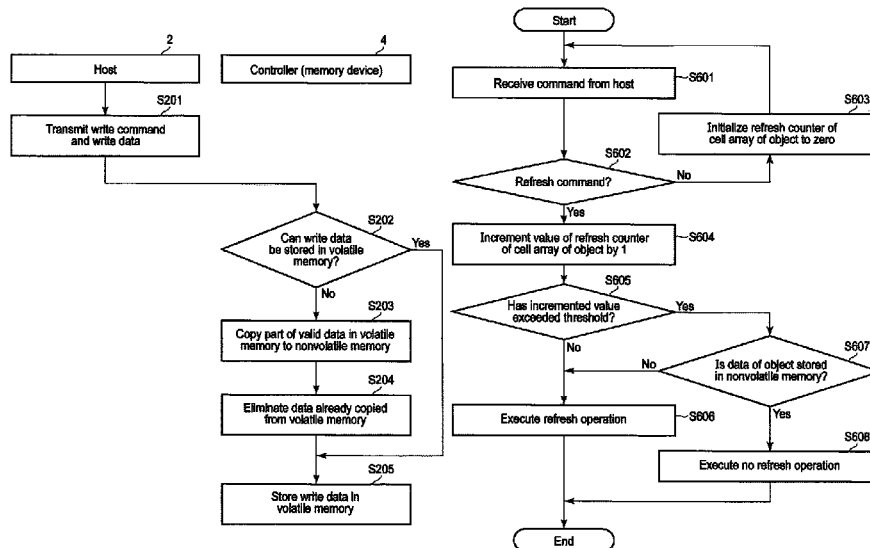 2
Host
4
Controller (memory device)
S201
Transmit write command
and write data
S202
Can write data
be stored in volatile
memory?
Yes
No
S203
Copy part of valid data in volatile
memory to nonvolatile memory
S204
Eliminate data already copied
from volatile memory
S205
Store write data in
volatile memory
Start
Receive command from host
S601
S603
Initialize refresh counter of
cell array of object to zero
S602
Refresh command?
No
Yes
Increment value of refresh counter
of cell array of object by 1
S604
S605
Has incremented value
exceeded threshold?
Yes
No
S607
Is data of object stored
in nonvolatile memory?
No
Yes
Execute refresh operation
S606
S608
Execute no refresh operation
End